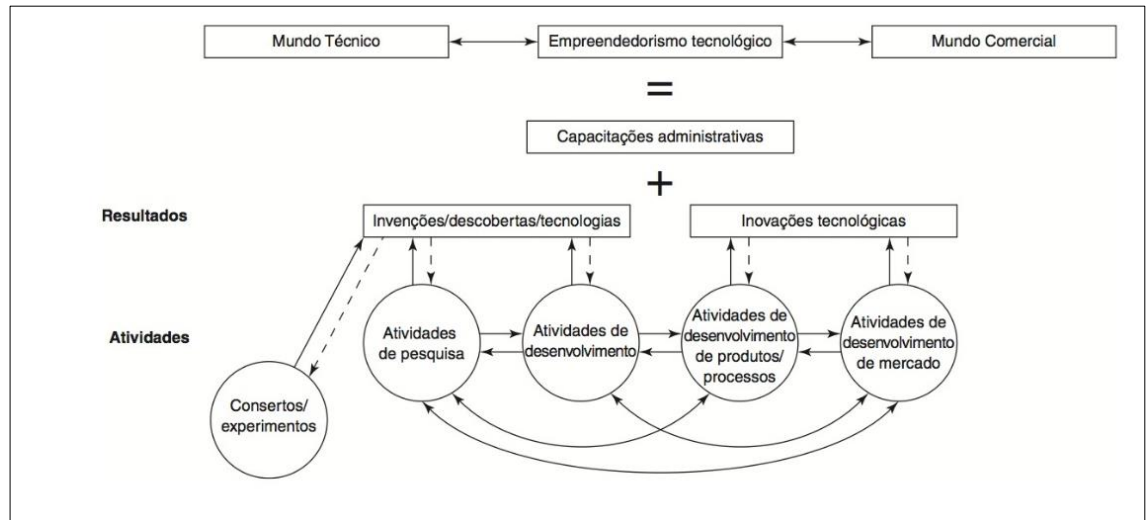 Mundo Técnico
Empreendedorismo tecnológico
Mundo Comercial
=
Capacitações administrativas
+
Resultados
Invenções/descobertas/tecnologias
Inovações tecnológicas
Atividades
Atividades
de pesquisa
Atividades de
desenvolvimento
Atividades de
desenvolvimento
de produtos/
processos
Atividades de
desenvolvimento
de mercado
Consertos/
experimentos